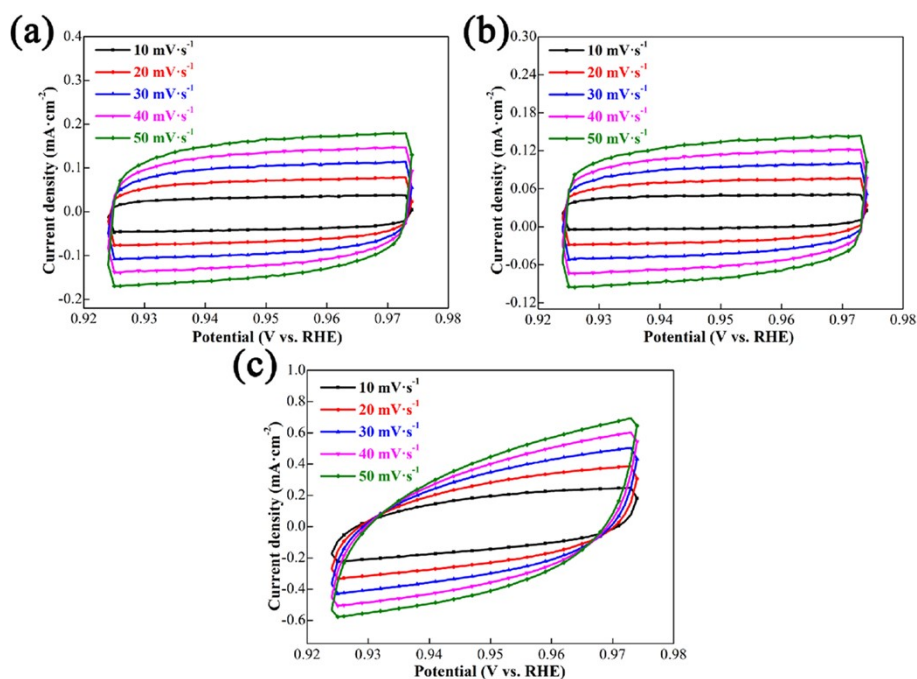 (a)
0.4
0.3
0.2
0.1
0.0
-0.1
-0.2
Current density (mA·cm⁻²)
10 mV·s⁻¹
20 mV·s⁻¹
30 mV·s⁻¹
40 mV·s⁻¹
50 mV·s⁻¹
0.92 0.93 0.94 0.95 0.96 0.97 0.98
Potential (V vs. RHE)
(b)
0.30
0.24
0.18
0.12
0.06
0.00
-0.06
-0.12
Current density (mA·cm⁻²)
10 mV·s⁻¹
20 mV·s⁻¹
30 mV·s⁻¹
40 mV·s⁻¹
50 mV·s⁻¹
0.92 0.93 0.94 0.95 0.96 0.97 0.98
Potential (V vs. RHE)
(c)
1.0
0.8
0.6
0.4
0.2
0.0
-0.2
-0.4
-0.6
Current density (mA·cm⁻²)
10 mV·s⁻¹
20 mV·s⁻¹
30 mV·s⁻¹
40 mV·s⁻¹
50 mV·s⁻¹
0.92 0.93 0.94 0.95 0.96 0.97 0.98
Potential (V vs. RHE)